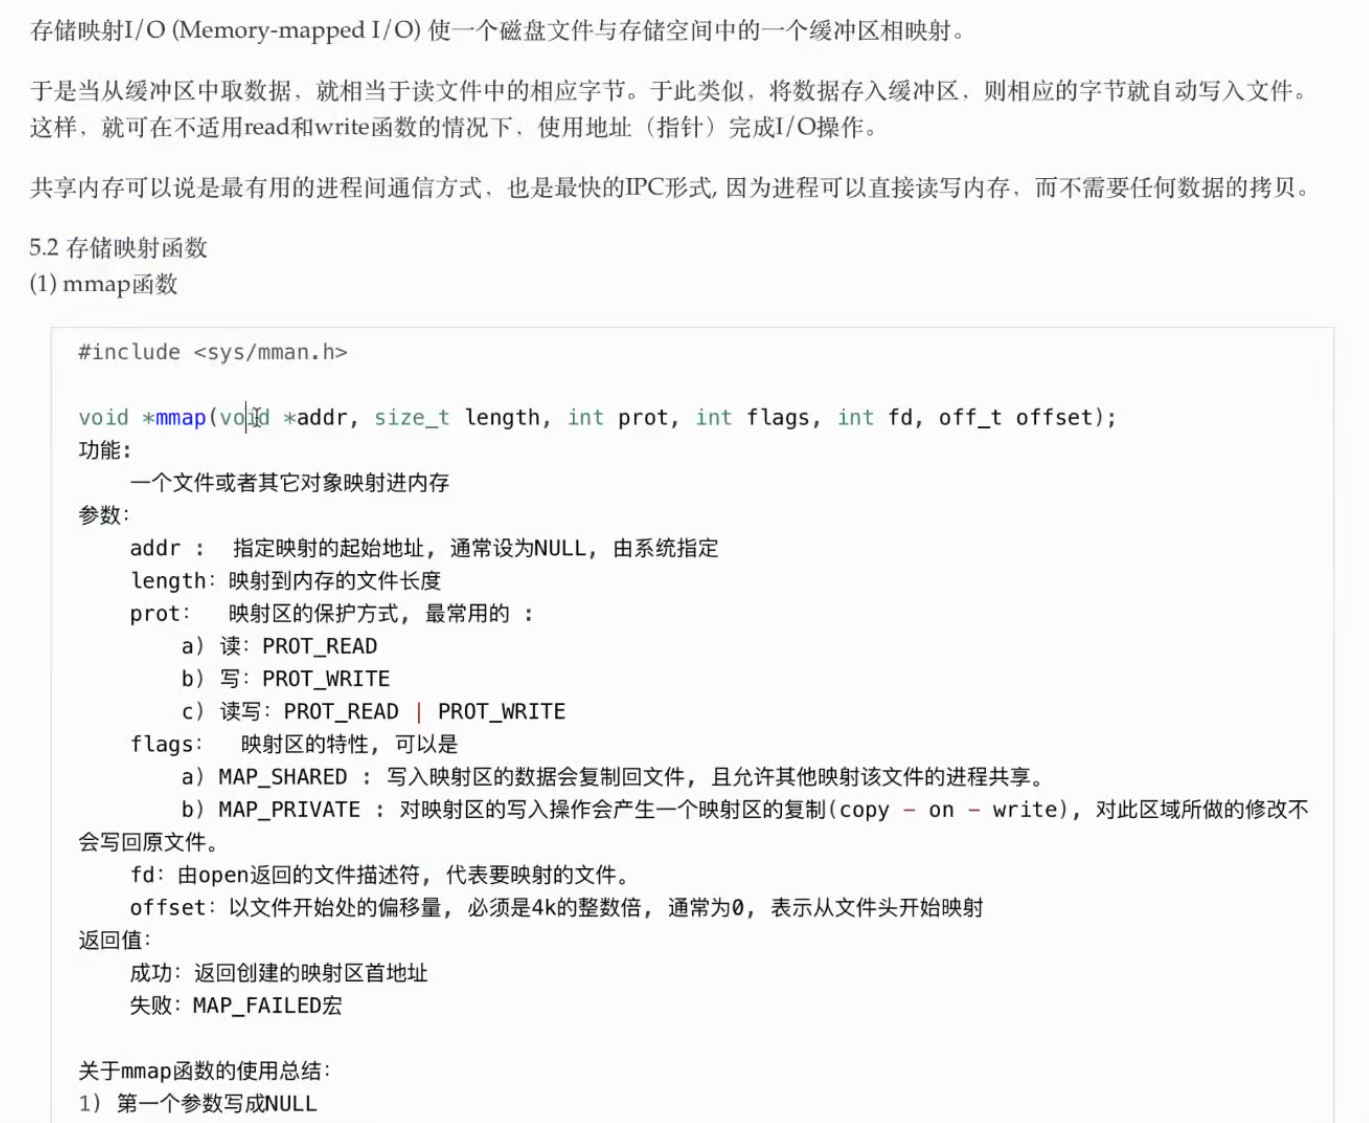 存储映射I/O (Memory-mapped I/O) 使一个磁盘文件与存储空间中的一个缓冲区相映射。
于是当从缓冲区中取数据，就相当于读文件中的相应字节。于此类似，将数据存入缓冲区，则相应的字节就自动写入文件。
这样，就可在不适用read和write函数的情况下，使用地址（指针）完成I/O操作。
共享内存可以说是最有用的进程间通信方式，也是最快的IPC形式, 因为进程可以直接读写内存，而不需要任何数据的拷贝。
5.2 存储映射函数
(1) mmap函数
#include <sys/mman.h>
void *mmap(void *addr, size_t length, int prot, int flags, int fd, off_t offset);
功能:
一个文件或者其它对象映射进内存
参数:
addr :  指定映射的起始地址, 通常设为NULL, 由系统指定
length: 映射到内存的文件长度
prot:  映射区的保护方式, 最常用的 :
a) 读: PROT_READ
b) 写: PROT_WRITE
c) 读写: PROT_READ | PROT_WRITE
flags:  映射区的特性, 可以是
a) MAP_SHARED : 写入映射区的数据会复制回文件, 且允许其他映射该文件的进程共享。
b) MAP_PRIVATE : 对映射区的写入操作会产生一个映射区的复制(copy - on - write), 对此区域所做的修改不
会写回原文件。
fd: 由open返回的文件描述符, 代表要映射的文件。
offset: 以文件开始处的偏移量, 必须是4k的整数倍, 通常为0, 表示从文件头开始映射
返回值:
成功: 返回创建的映射区首地址
失败: MAP_FAILED宏
关于mmap函数的使用总结:
1) 第一个参数写成NULL